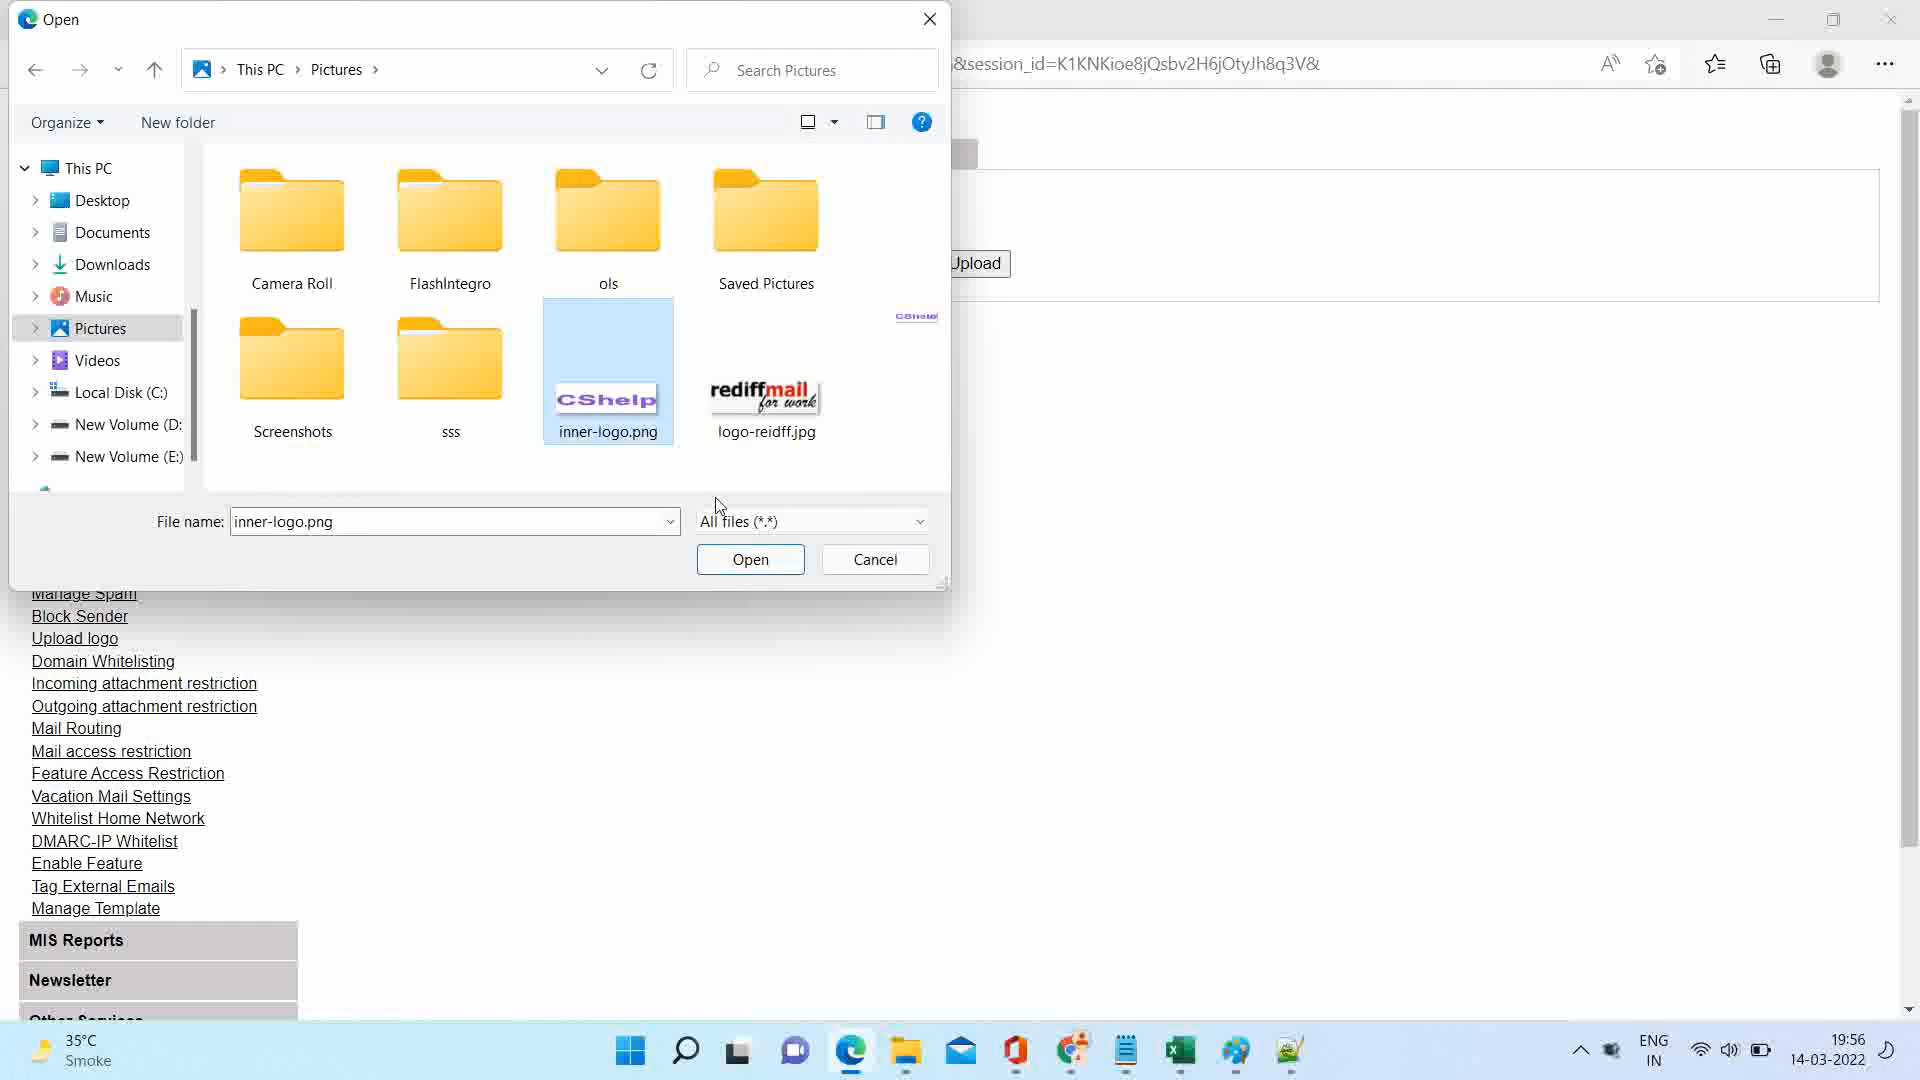 Open
This PC > Pictures >
Search Pictures
&session_id=K1KNKioe8jQsbv2H6jOtyJh8q3V&
Organize
New folder
This PC
Desktop
Documents
Downloads
Music
Pictures
Videos
Local Disk (C:)
New Volume (D:
New Volume (E:)
Camera Roll
FlashIntegro
ols
Saved Pictures
Screenshots
sss
CShelp
inner-logo.png
rediffmail
for work
logo-reidff.jpg
CShelp
Upload
File name:
inner-logo.png
All files (*.*)
Open
Cancel
Manage Spam
Block Sender
Upload logo
Domain Whitelisting
Incoming attachment restriction
Outgoing attachment restriction
Mail Routing
Mail access restriction
Feature Access Restriction
Vacation Mail Settings
Whitelist Home Network
DMARC-IP Whitelist
Enable Feature
Tag External Emails
Manage Template
MIS Reports
Newsletter
Other Services
35°C
Smoke
ENG
IN
19:56
14-03-2022